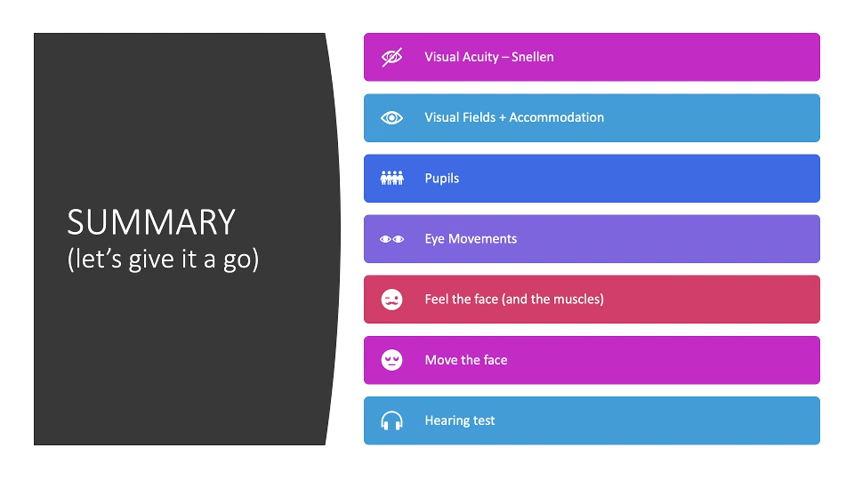 SUMMARY
(let's give it a go)
Visual Acuity – Snellen
Visual Fields + Accommodation
Pupils
Eye Movements
Feel the face (and the muscles)
Move the face
Hearing test